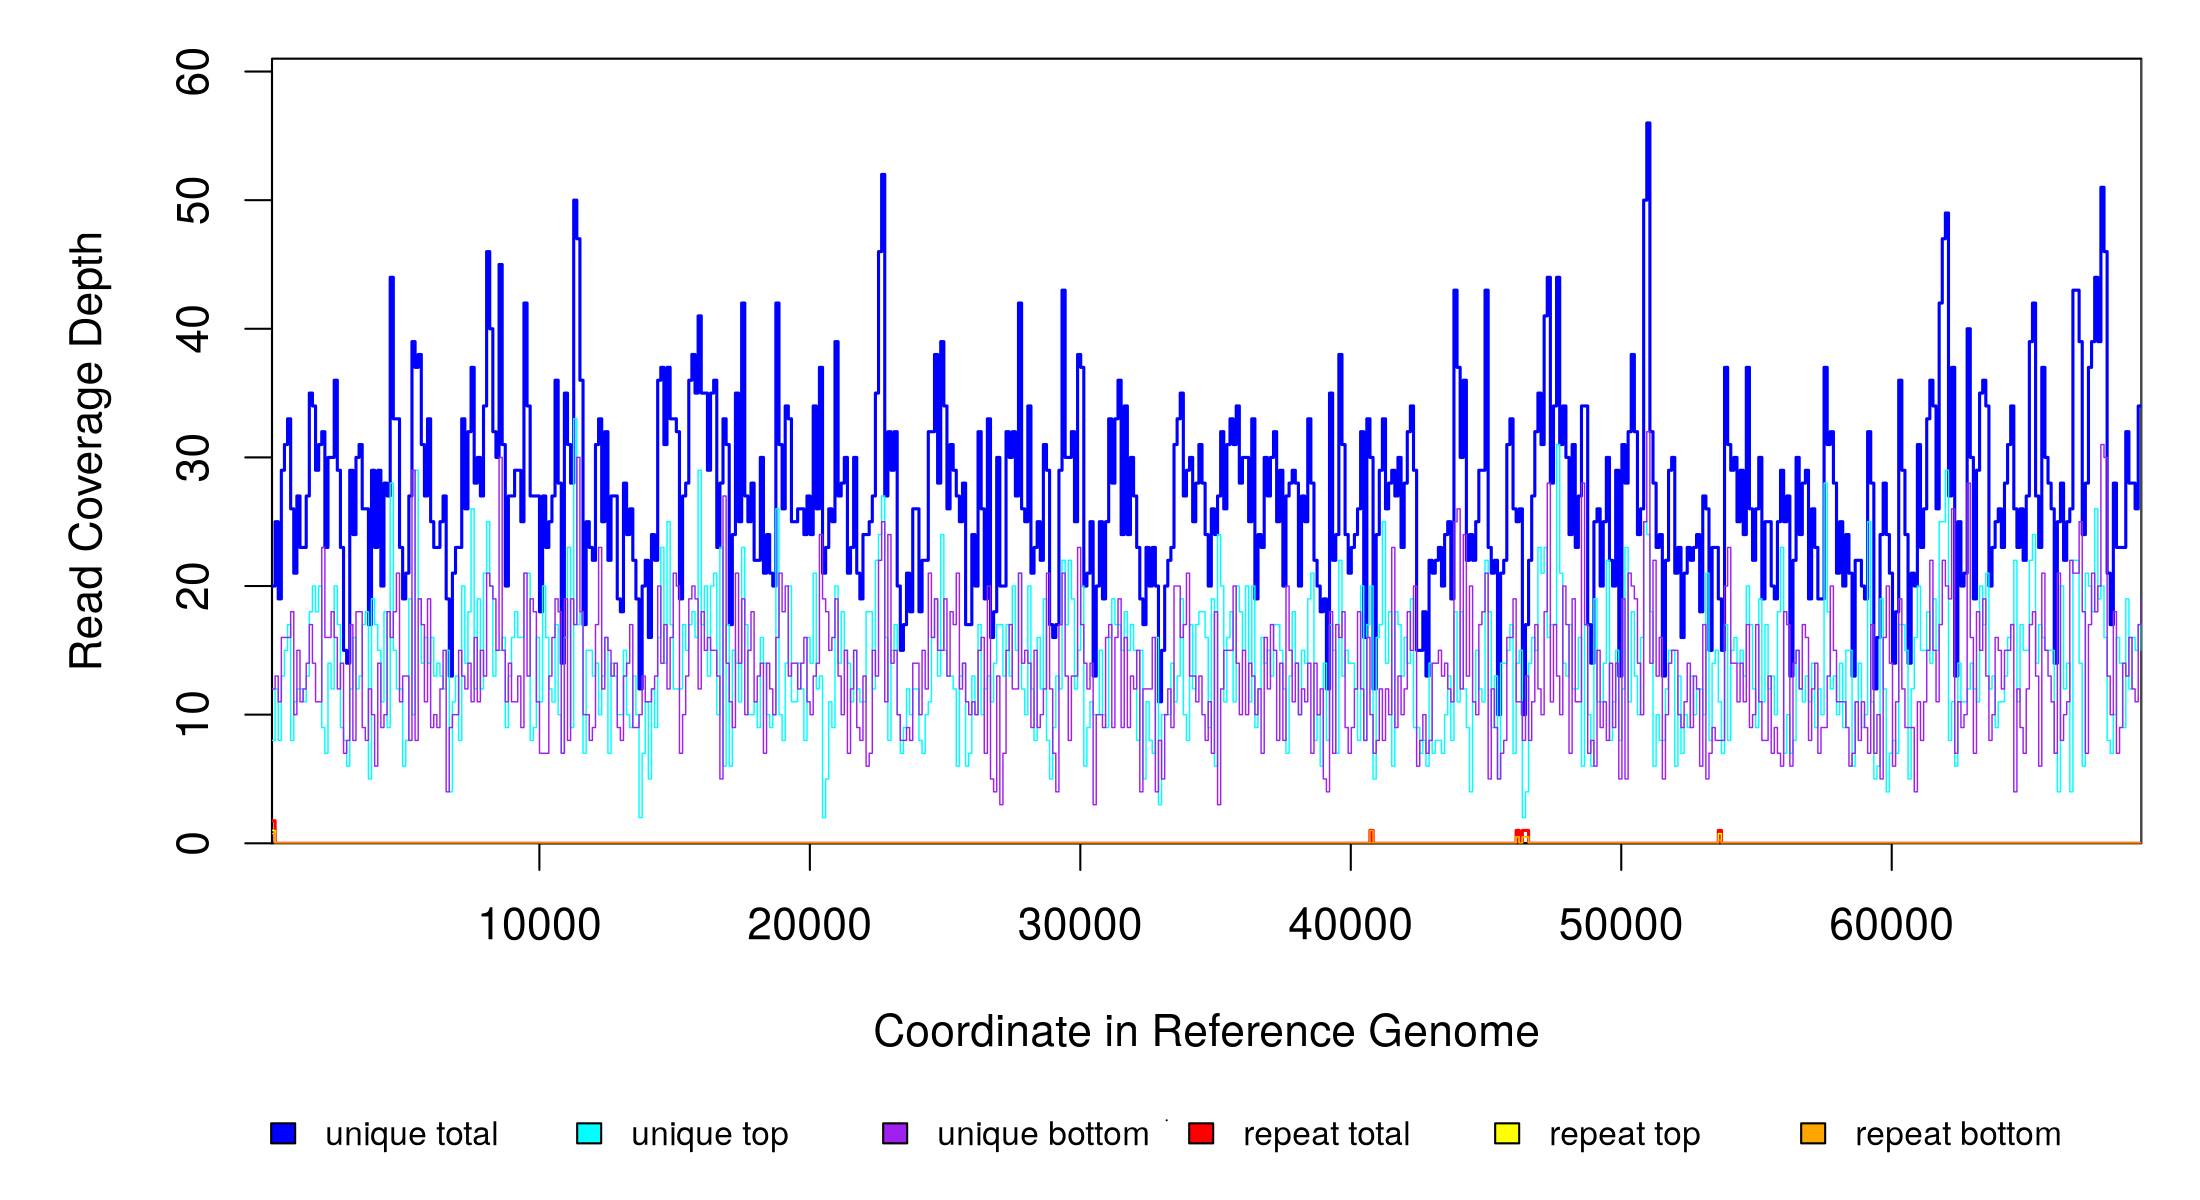 60
50
40
30
20
10
0
Read Coverage Depth
10000 20000 30000 40000 50000 60000
Coordinate in Reference Genome
unique total unique top unique bottom repeat total repeat top repeat bottom